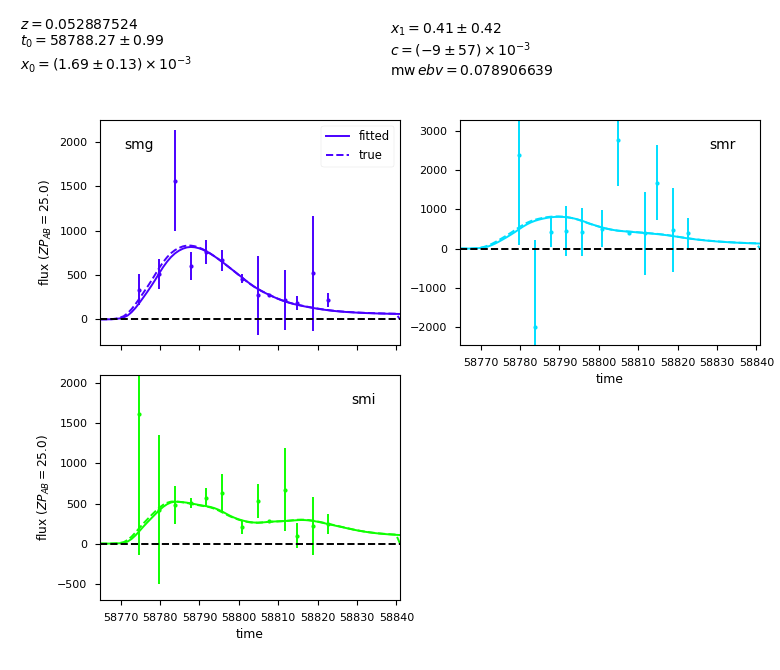 z = 0.052887524
t₀ = 58788.27 ± 0.99
x₀ = (1.69 ± 0.13) × 10⁻³
x₁ = 0.41 ± 0.42
c = (−9 ± 57) × 10⁻³
mw ebv = 0.078906639
smg
fitted
true
2000
1500
1000
500
0
flux (ZP_AB = 25.0)
smr
3000
2000
1000
0
−1000
−2000
58770 58780 58790 58800 58810 58820 58830 58840
time
smi
2000
1500
1000
500
0
−500
flux (ZP_AB = 25.0)
58770 58780 58790 58800 58810 58820 58830 58840
time